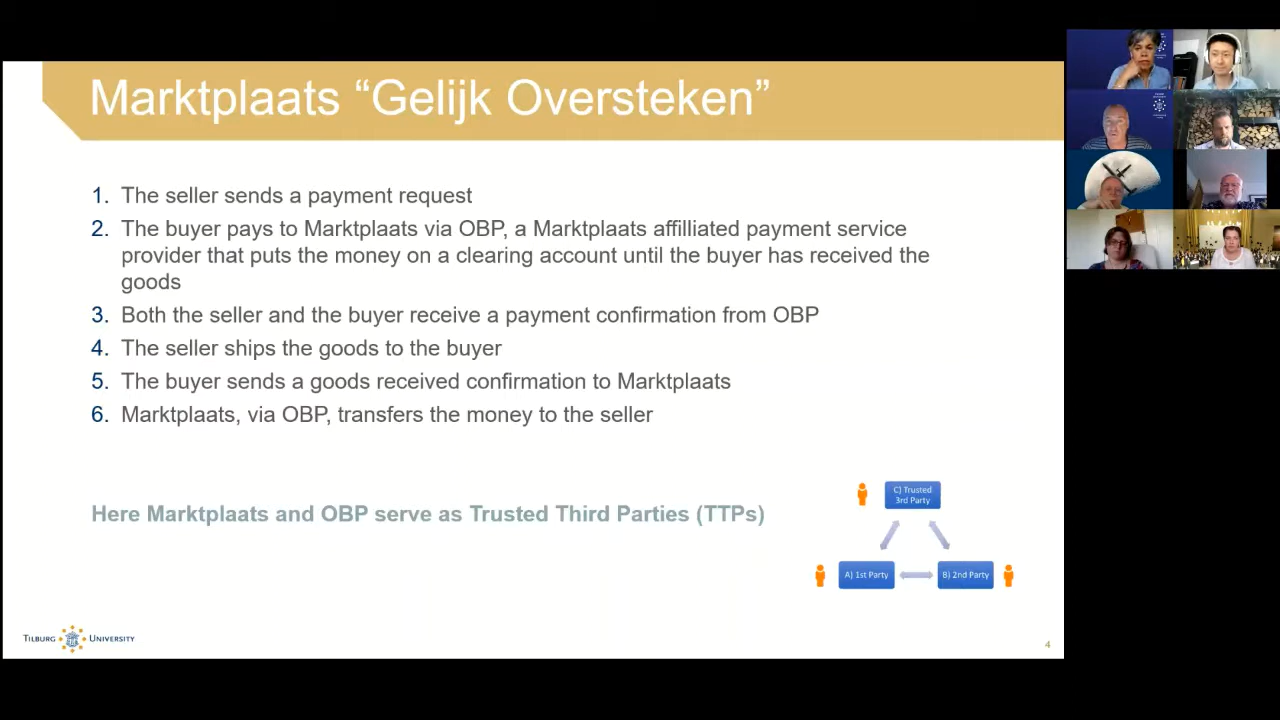 Marktplaats “Gelijk Oversteken”
1. The seller sends a payment request
2. The buyer pays to Marktplaats via OBP, a Marktplaats affilliated payment service
provider that puts the money on a clearing account until the buyer has received the
goods
3. Both the seller and the buyer receive a payment confirmation from OBP
4. The seller ships the goods to the buyer
5. The buyer sends a goods received confirmation to Marktplaats
6. Marktplaats, via OBP, transfers the money to the seller
Here Marktplaats and OBP serve as Trusted Third Parties (TTPs)
C) Trusted
3rd Party
A) 1st Party
B) 2nd Party
TILBURG UNIVERSITY
4